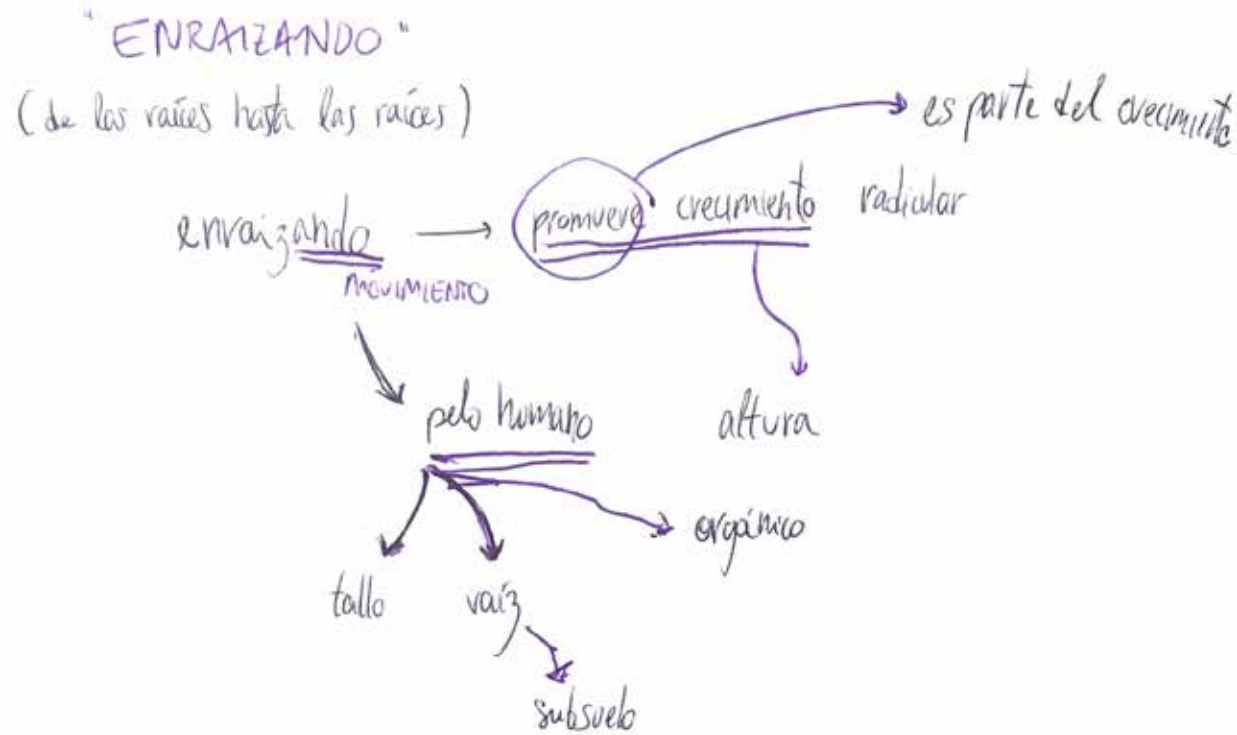 "ENRAIZANDO"
(de las raíces hasta las raíces)
es parte del crecimiento
enraizando → promueve crecimiento radicular
MOVIMIENTO
pelo humano
altura
orgánico
tallo
raíz
subsuelo